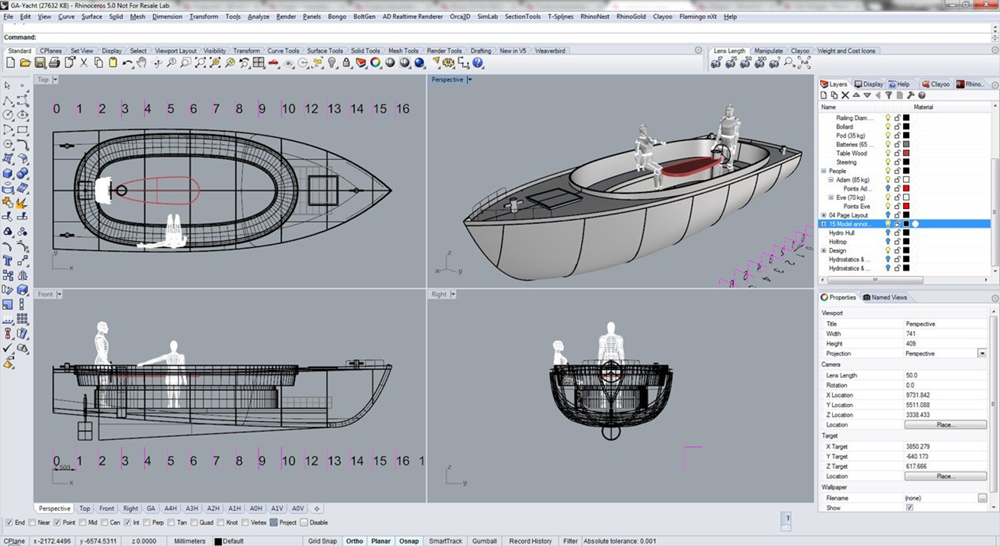 GA-Yacht (27632 KB) - Rhinoceros 5.0 Not For Resale Lab
File Edit View Curve Surface Solid Mesh Dimension Transform Tools Analyze Render Panels Bongo BoltGen AD Realtime Renderer Orca3D SimLab SectionTools T-Splines RhinoNest RhinoGold Clayoo Flamingo nXt Help
Command:
Standard CPlanes Set View Display Select Viewport Layout Visibility Transform Curve Tools Surface Tools Solid Tools Mesh Tools Render Tools Drafting New in V5 Weaverbird
Lens Length Manipulate Clayoo Weight and Cost Icons
Top
0 1 2 3 4 5 6 7 8 9 10 11 12 13 14 15 16
y
x
Perspective
z
x y
Front
0 1 2 3 4 5 6 7 8 9 10 11 12 13 14 15 16 1
500
z
x
Right
z
y
Layers Display Help Clayoo Rhino...
Name Material
Railing Diam...
Bollard
Pod (35 kg)
Batteries (65 ...
Table Wood
Steering
People
Adam (85 kg)
Points Ad...
Eve (70 kg)
Points Eve
04 Page Layout
15 Model annot...
Hydro Hull
Holtrop
Design
Hydrostatics & ...
Hydrostatics & ...
Properties Named Views
Viewport
Title Perspective
Width 741
Height 409
Projection Perspective
Camera
Lens Length 50.0
Rotation 0.0
X Location 9731.842
Y Location 5511.088
Z Location 3338.433
Location Place...
Target
X Target 3850.279
Y Target -640.173
Z Target 617.666
Location Place...
Wallpaper
Filename (none) ...
Show
Perspective Top Front Right GA A4H A3H A2H A1H A0H A1V A0V
End Near Point Mid Cen Int Perp Tan Quad Knot Vertex Project Disable
CPlane x -2172.4496 y -6574.5311 z 0.0000 Millimeters Default Grid Snap Ortho Planar Osnap SmartTrack Gumball Record History Filter Absolute tolerance: 0.001